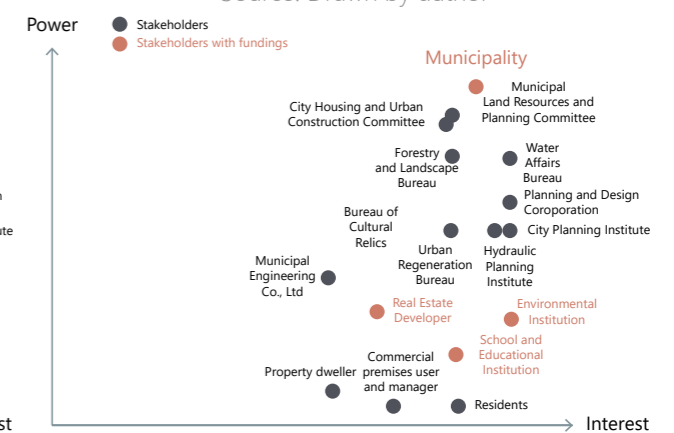 Power
Stakeholders
Stakeholders with fundings
Municipality
Municipal
Land Resources and
Planning Committee
City Housing and Urban
Construction Committee
Forestry
and Landscape
Bureau
Water
Affairs
Bureau
Planning and Design
Coroporation
Bureau of
Cultural
Relics
City Planning Institute
Urban
Regeneration
Bureau
Hydraulic
Planning
Institute
Municipal
Engineering
Co., Ltd
Real Estate
Developer
Environmental
Institution
School and
Educational
Institution
Commercial
premises user
and manager
Property dweller
Residents
Interest